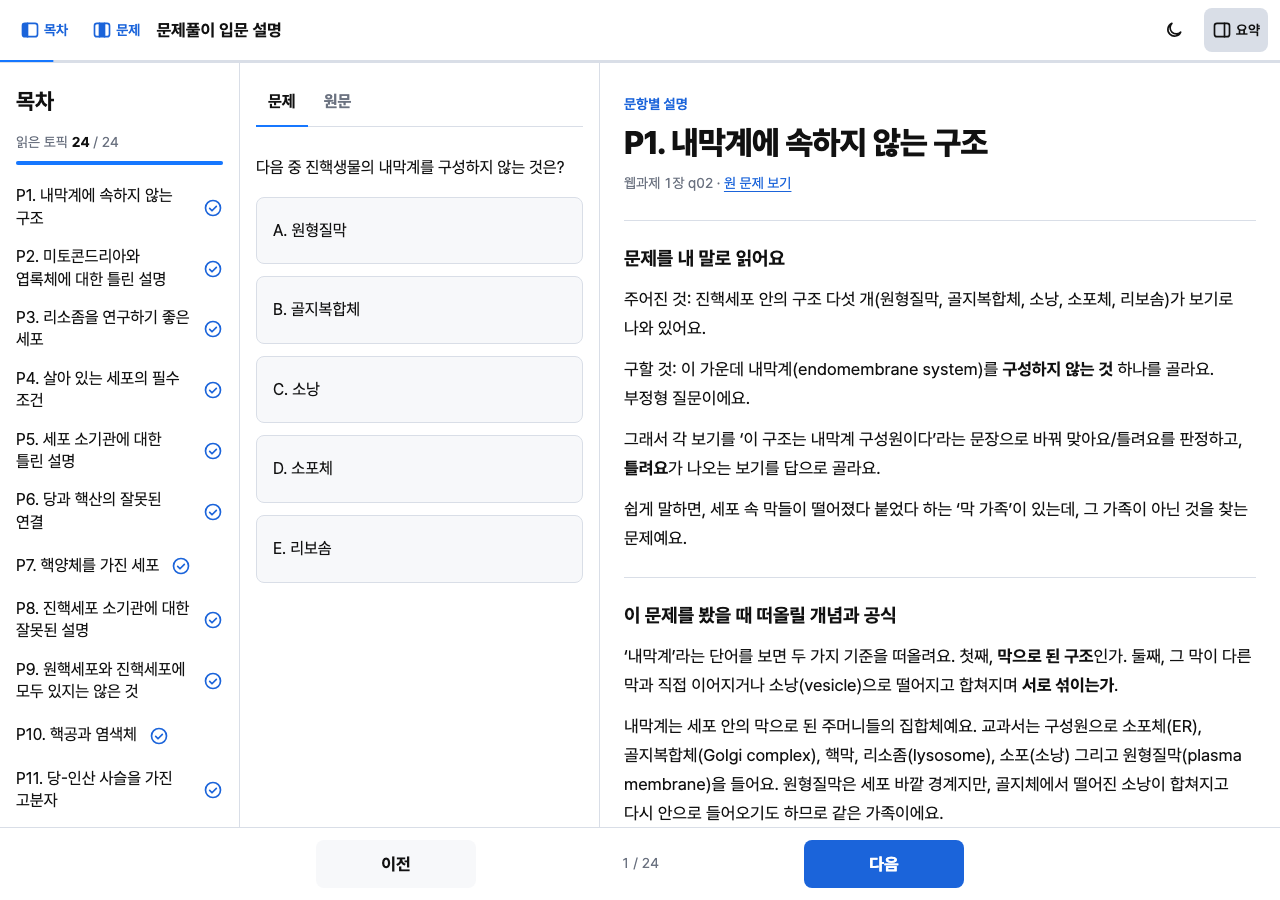 목차 문제 문제풀이 입문 설명 요약
목차
읽은 토픽 24 / 24
P1. 내막계에 속하지 않는
구조
P2. 미토콘드리아와
엽록체에 대한 틀린 설명
P3. 리소좀을 연구하기 좋은
세포
P4. 살아 있는 세포의 필수
조건
P5. 세포 소기관에 대한
틀린 설명
P6. 당과 핵산의 잘못된
연결
P7. 핵양체를 가진 세포
P8. 진핵세포 소기관에 대한
잘못된 설명
P9. 원핵세포와 진핵세포에
모두 있지는 않은 것
P10. 핵공과 염색체
P11. 당-인산 사슬을 가진
고분자
문제 원문
다음 중 진핵생물의 내막계를 구성하지 않는 것은?
A. 원형질막
B. 골지복합체
C. 소낭
D. 소포체
E. 리보솜
문항별 설명
P1. 내막계에 속하지 않는 구조
웹과제 1장 q02 · 원 문제 보기
문제를 내 말로 읽어요
주어진 것: 진핵세포 안의 구조 다섯 개(원형질막, 골지복합체, 소낭, 소포체, 리보솜)가 보기로
나와 있어요.
구할 것: 이 가운데 내막계(endomembrane system)를 구성하지 않는 것 하나를 골라요.
부정형 질문이에요.
그래서 각 보기를 ‘이 구조는 내막계 구성원이다’라는 문장으로 바꿔 맞아요/틀려요를 판정하고,
틀려요가 나오는 보기를 답으로 골라요.
쉽게 말하면, 세포 속 막들이 떨어졌다 붙었다 하는 ‘막 가족’이 있는데, 그 가족이 아닌 것을 찾는
문제예요.
이 문제를 봤을 때 떠올릴 개념과 공식
‘내막계’라는 단어를 보면 두 가지 기준을 떠올려요. 첫째, 막으로 된 구조인가. 둘째, 그 막이 다른
막과 직접 이어지거나 소낭(vesicle)으로 떨어지고 합쳐지며 서로 섞이는가.
내막계는 세포 안의 막으로 된 주머니들의 집합체예요. 교과서는 구성원으로 소포체(ER),
골지복합체(Golgi complex), 핵막, 리소좀(lysosome), 소포(소낭) 그리고 원형질막(plasma
membrane)을 들어요. 원형질막은 세포 바깥 경계지만, 골지체에서 떨어진 소낭이 합쳐지고
다시 안으로 들어오기도 하므로 같은 가족이에요.
이전 1 / 24 다음